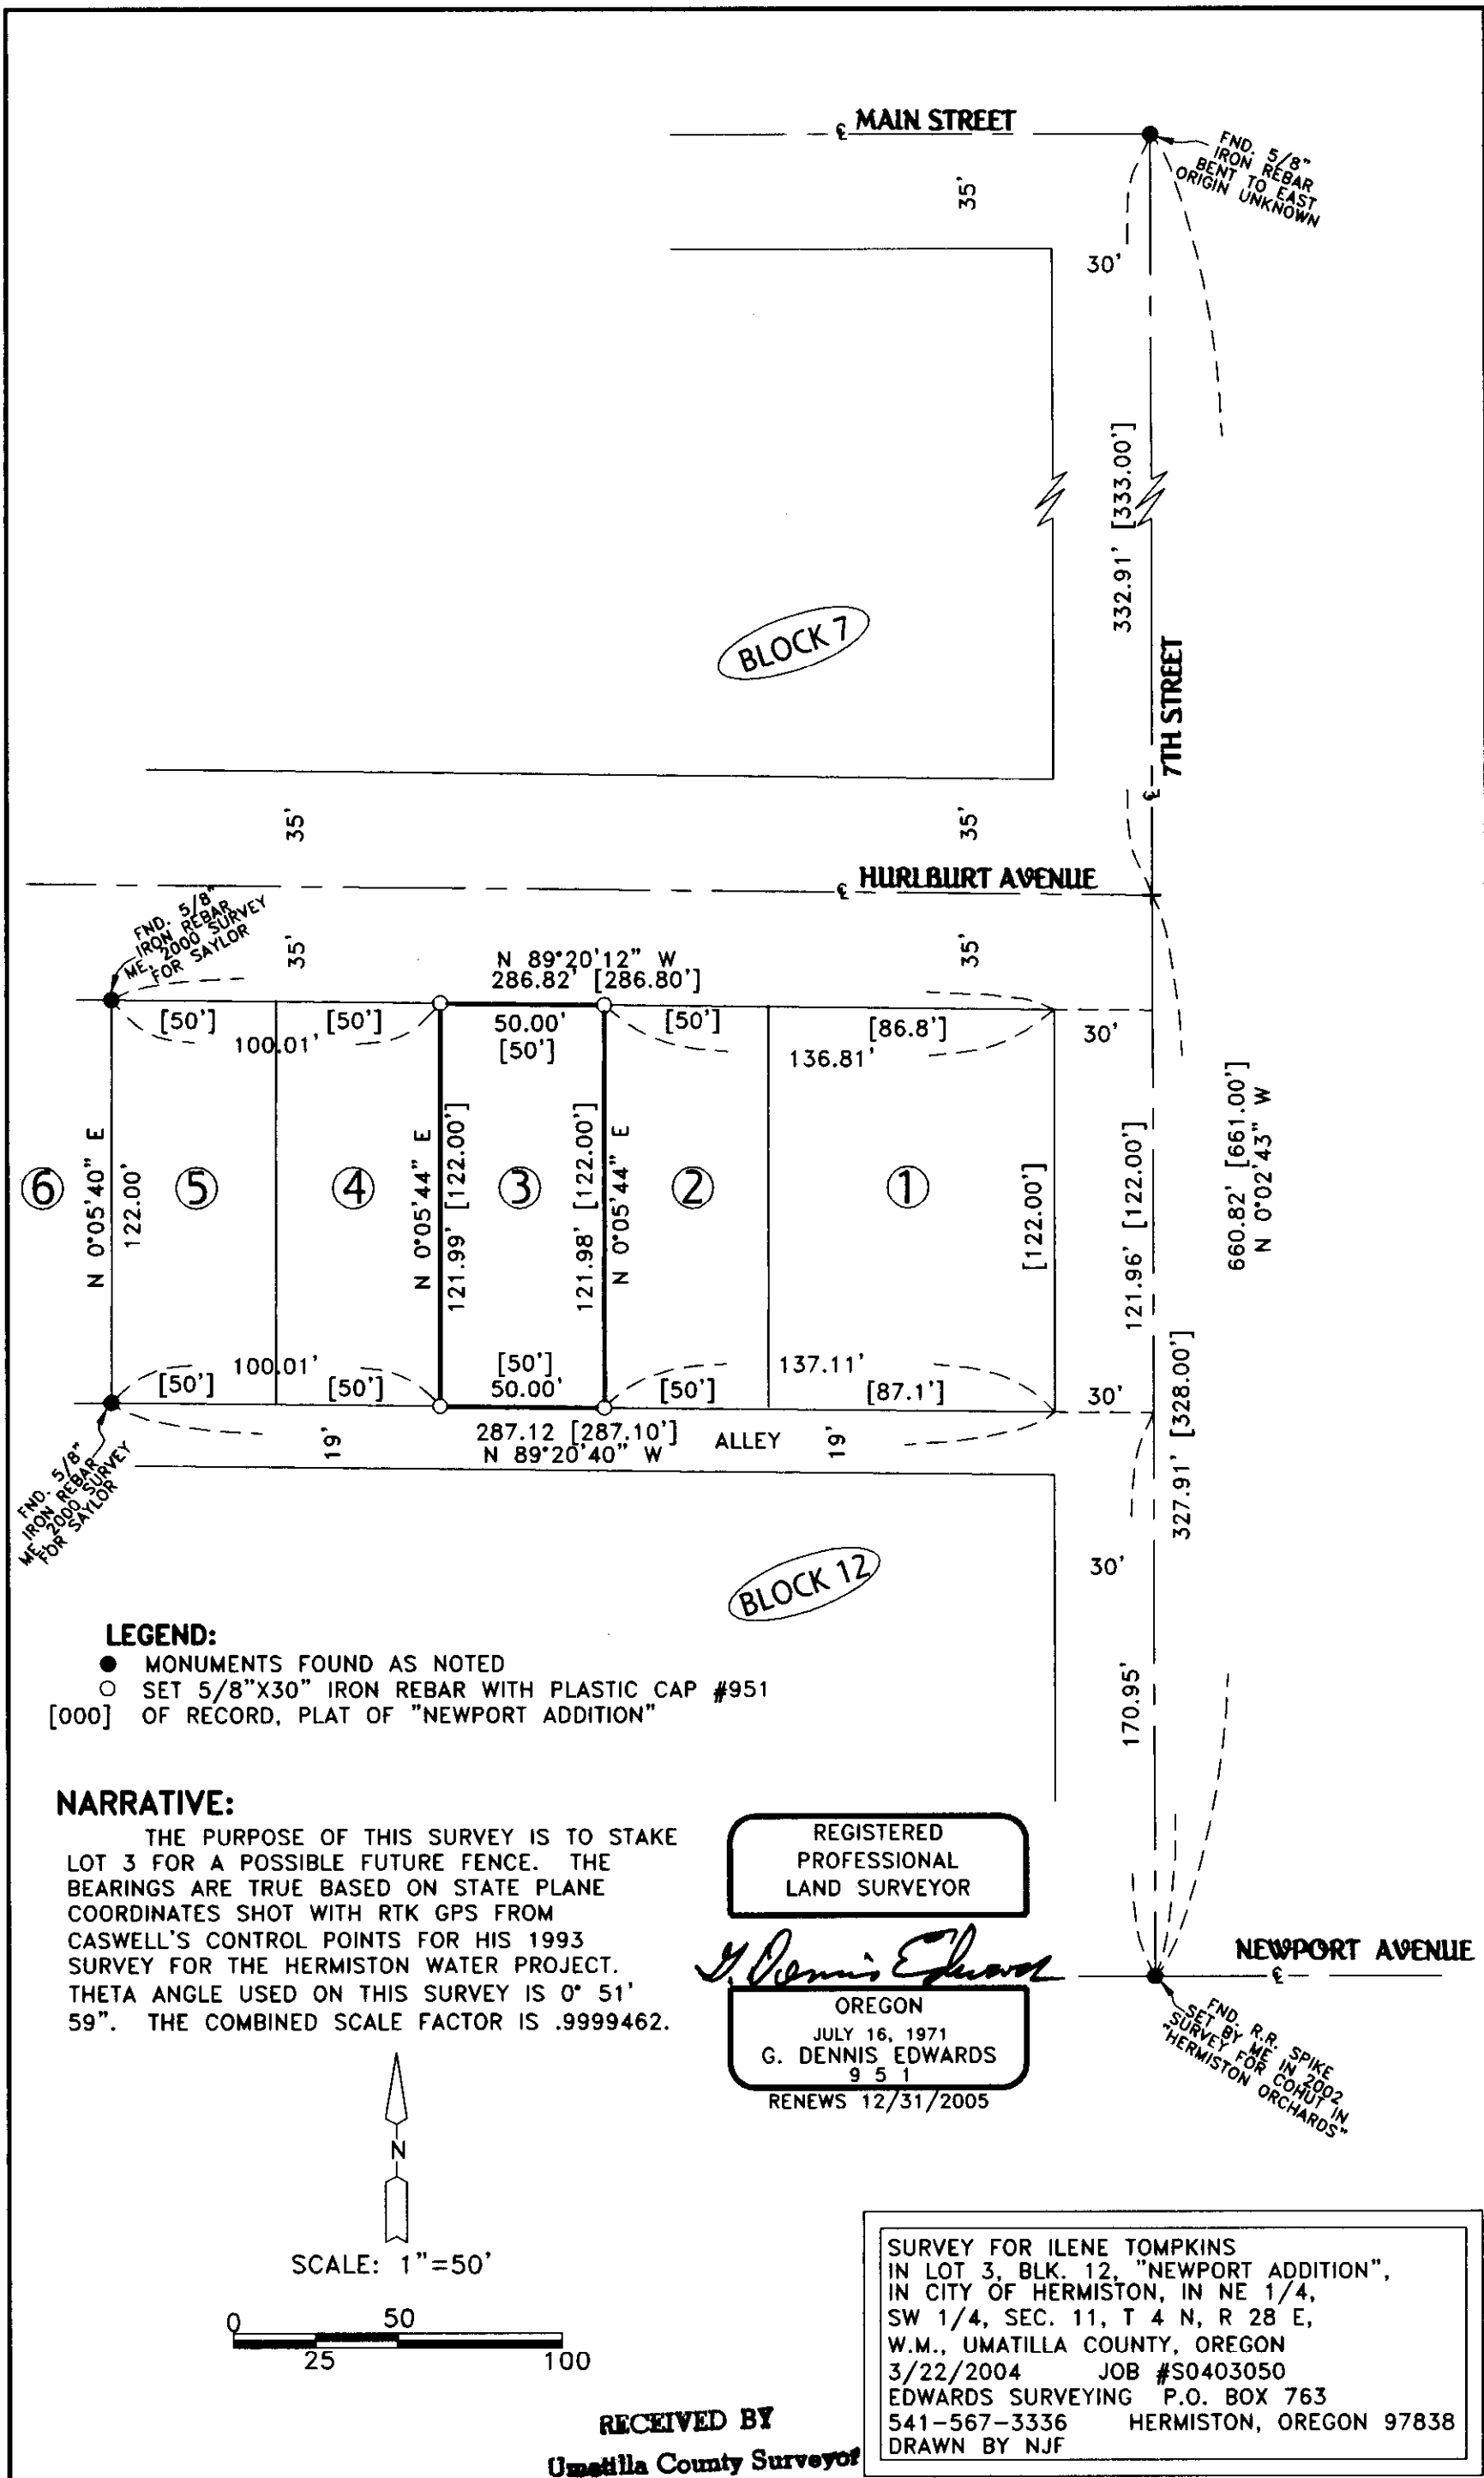 ℄ MAIN STREET
FND. 5/8"
IRON REBAR
BENT TO EAST
ORIGIN UNKNOWN
35'
30'
332.91' [333.00']
BLOCK 7
7TH STREET
℄
35'
35'
℄ HURLBURT AVENUE
FND. 5/8"
IRON REBAR
ME, 2000 SURVEY
FOR SAYLOR
35'
N 89°20'12" W
286.82' [286.80']
35'
[50']
[50']
50.00'
[50']
[50']
[86.8']
30'
100.01'
136.81'
6
N 0°05'40" E
122.00'
5
4
N 0°05'44" E
121.99' [122.00']
3
121.98' [122.00']
N 0°05'44" E
2
1
[122.00']
121.96' [122.00']
660.82' [661.00']
N 0°02'43" W
100.01'
[50']
[50']
[50']
50.00'
[50']
137.11'
[87.1']
30'
327.91' [328.00']
19'
287.12 [287.10']
N 89°20'40" W
ALLEY
19'
FND. 5/8"
IRON REBAR
ME, 2000 SURVEY
FOR SAYLOR
30'
BLOCK 12
LEGEND:
MONUMENTS FOUND AS NOTED
SET 5/8"X30" IRON REBAR WITH PLASTIC CAP #951
[000] OF RECORD, PLAT OF "NEWPORT ADDITION"
170.95'
NARRATIVE:
THE PURPOSE OF THIS SURVEY IS TO STAKE
LOT 3 FOR A POSSIBLE FUTURE FENCE. THE
BEARINGS ARE TRUE BASED ON STATE PLANE
COORDINATES SHOT WITH RTK GPS FROM
CASWELL'S CONTROL POINTS FOR HIS 1993
SURVEY FOR THE HERMISTON WATER PROJECT.
THETA ANGLE USED ON THIS SURVEY IS 0° 51'
59". THE COMBINED SCALE FACTOR IS .9999462.
REGISTERED
PROFESSIONAL
LAND SURVEYOR
G Dennis Edwards
OREGON
JULY 16, 1971
G. DENNIS EDWARDS
9 5 1
RENEWS 12/31/2005
NEWPORT AVENUE
℄
FND. R.R. SPIKE
SET BY ME IN 2002
SURVEY FOR COHUT IN
"HERMISTON ORCHARDS"
N
SCALE: 1"=50'
0 50
25 100
SURVEY FOR ILENE TOMPKINS
IN LOT 3, BLK. 12, "NEWPORT ADDITION",
IN CITY OF HERMISTON, IN NE 1/4,
SW 1/4, SEC. 11, T 4 N, R 28 E,
W.M., UMATILLA COUNTY, OREGON
3/22/2004 JOB #S0403050
EDWARDS SURVEYING P.O. BOX 763
541-567-3336 HERMISTON, OREGON 97838
DRAWN BY NJF
RECEIVED BY
Umatilla County Surveyor